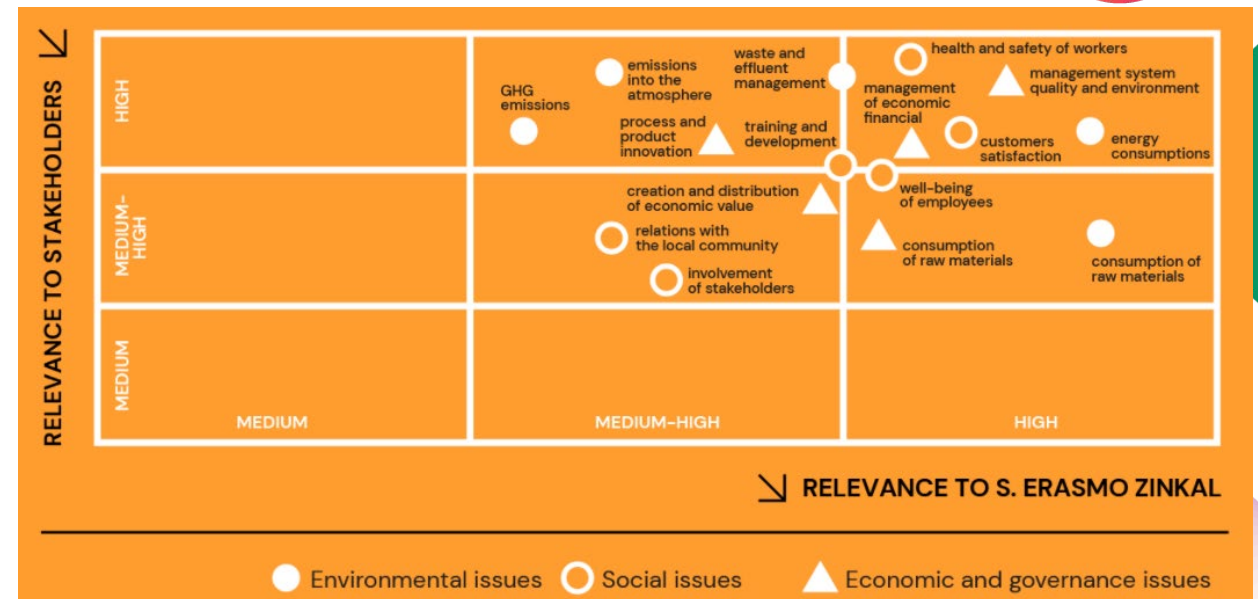 RELEVANCE TO STAKEHOLDERS
HIGH
MEDIUM-
HIGH
MEDIUM
GHG
emissions
emissions
into the
atmosphere
waste and
effluent
management
process and
product
innovation
training and
development
health and safety of workers
management system
quality and environment
management
of economic
financial
customers
satisfaction
energy
consumptions
creation and distribution
of economic value
relations with
the local community
involvement
of stakeholders
well-being
of employees
consumption
of raw materials
consumption of
raw materials
MEDIUM
MEDIUM-HIGH
HIGH
RELEVANCE TO S. ERASMO ZINKAL
Environmental issues
Social issues
Economic and governance issues